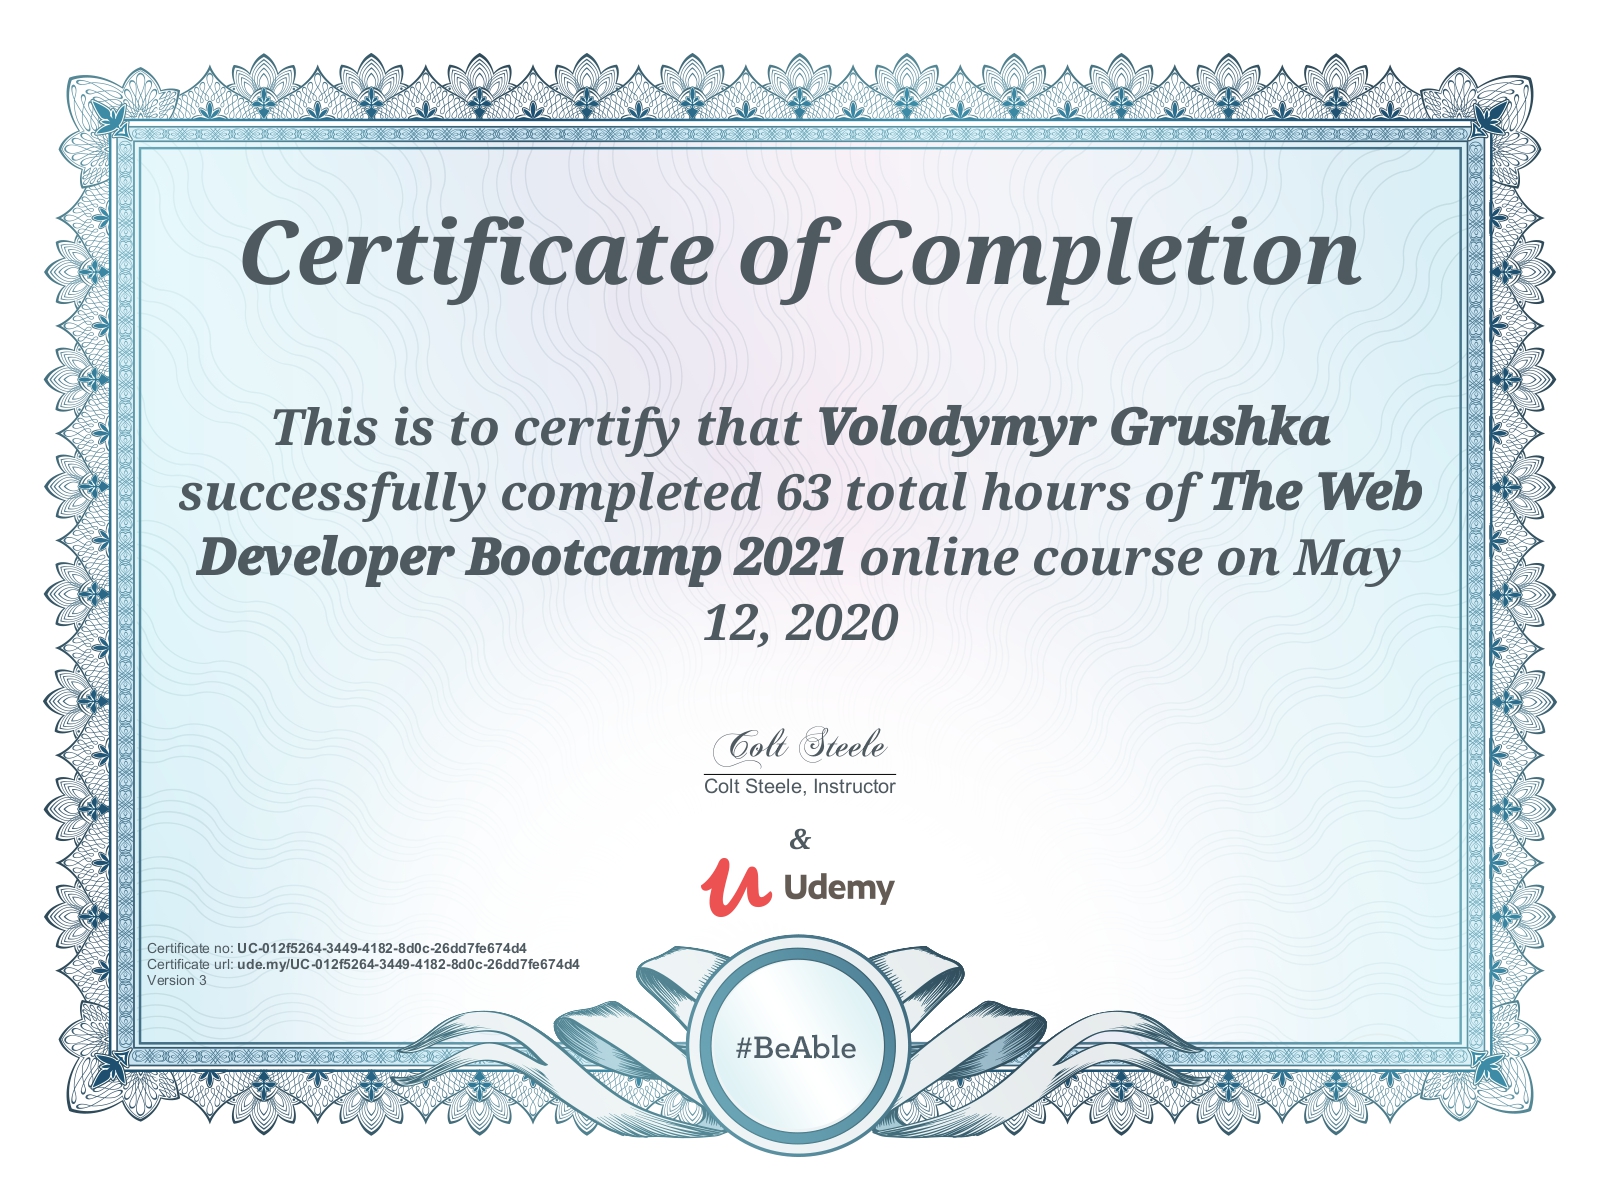 Certificate of Completion
This is to certify that Volodymyr Grushka
successfully completed 63 total hours of The Web
Developer Bootcamp 2021 online course on May
12, 2020
Colt Steele
Colt Steele, Instructor
&
Udemy
Certificate no: UC-012f5264-3449-4182-8d0c-26dd7fe674d4
Certificate url: ude.my/UC-012f5264-3449-4182-8d0c-26dd7fe674d4
Version 3
#BeAble